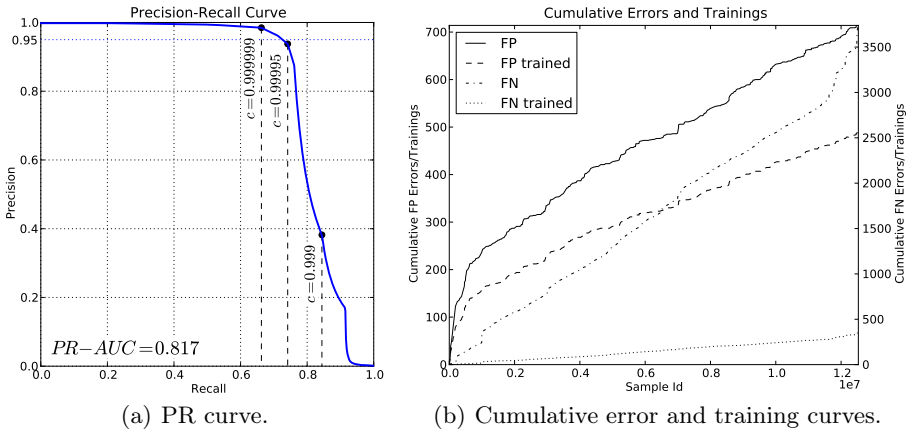 Precision-Recall Curve
1.0
0.95
0.8
0.6
0.4
0.2
0.0
Precision
c=0.999999
c=0.99995
c=0.999
PR−AUC=0.817
0.0 0.2 0.4 0.6 0.8 1.0
Recall
(a) PR curve.
Cumulative Errors and Trainings
FP
FP trained
FN
FN trained
700
600
500
400
300
200
100
0
Cumulative FP Errors/Trainings
3500
3000
2500
2000
1500
1000
500
0
Cumulative FN Errors/Trainings
0.0 0.2 0.4 0.6 0.8 1.0 1.2
1e7
Sample Id
(b) Cumulative error and training curves.